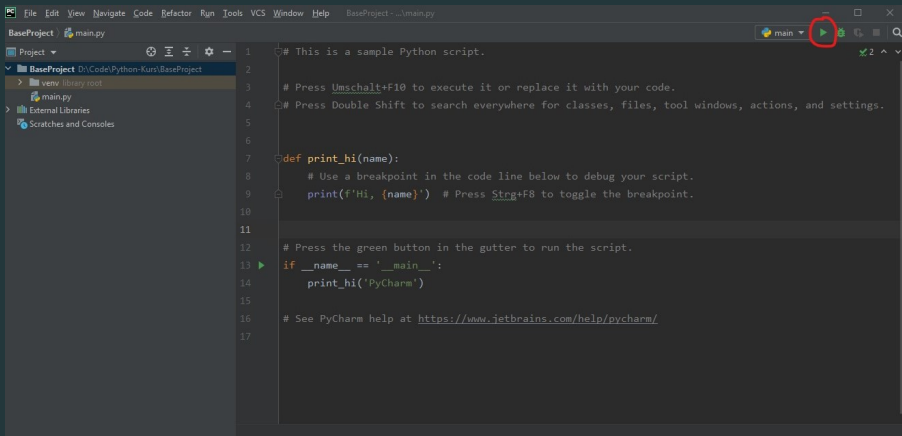 PC File Edit View Navigate Code Refactor Run Tools VCS Window Help BaseProject - ...\main.py
BaseProject main.py main
Project
BaseProject D:\Code\Python-Kurs\BaseProject
venv library root
main.py
External Libraries
Scratches and Consoles
2
1 # This is a sample Python script.
2
3 # Press Umschalt+F10 to execute it or replace it with your code.
4 # Press Double Shift to search everywhere for classes, files, tool windows, actions, and settings.
5
6
7 def print_hi(name):
8 # Use a breakpoint in the code line below to debug your script.
9 print(f'Hi, {name}') # Press Strg+F8 to toggle the breakpoint.
10
11
12 # Press the green button in the gutter to run the script.
13 if __name__ == '__main__':
14 print_hi('PyCharm')
15
16 # See PyCharm help at https://www.jetbrains.com/help/pycharm/
17